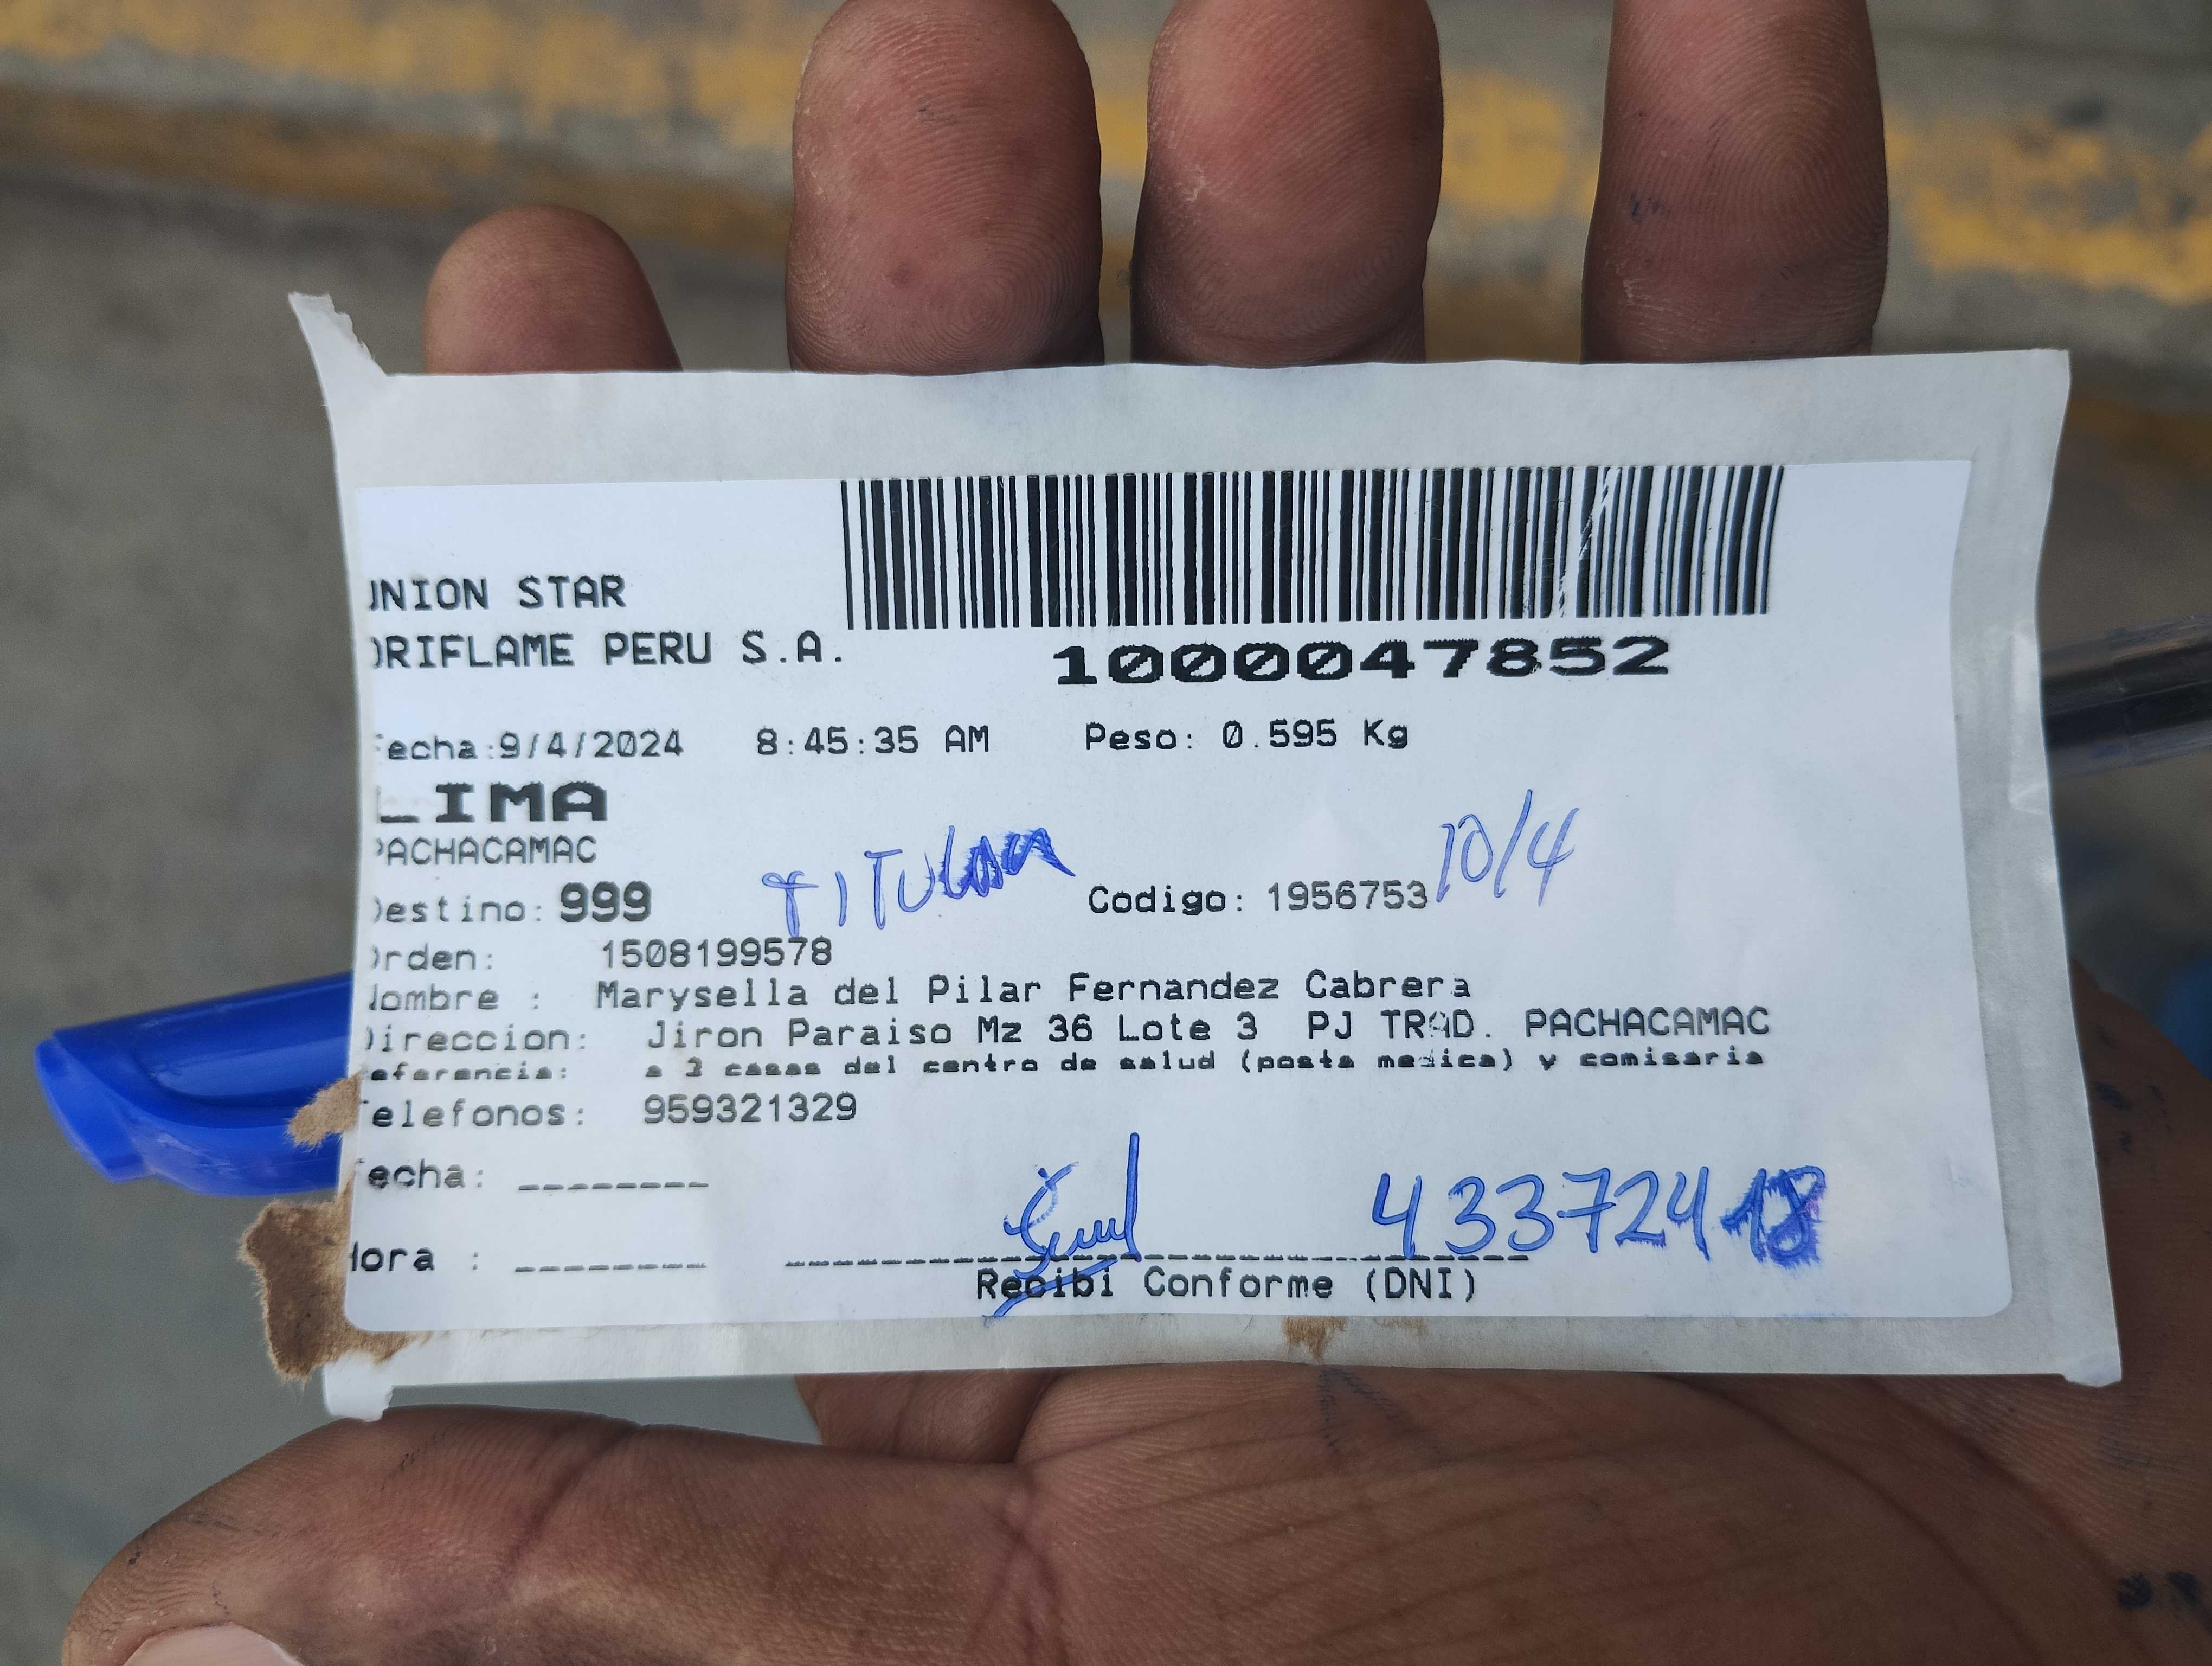 UNION STAR
ORIFLAME PERU S.A.
1000047852
Fecha:9/4/2024 8:45:35 AM Peso: 0.595 Kg
LIMA
PACHACAMAC
Destino: 999 TITULAR Codigo: 1956753 10/4
Orden: 1508199578
Nombre : Marysella del Pilar Fernandez Cabrera
Direccion: Jiron Paraiso Mz 36 Lote 3 PJ TRAD. PACHACAMAC
Referencia: a 3 casas del centro de salud (posta medica) y comisaria
Telefonos: 959321329
Fecha: ________
Hora : ________
Recibi Conforme (DNI)